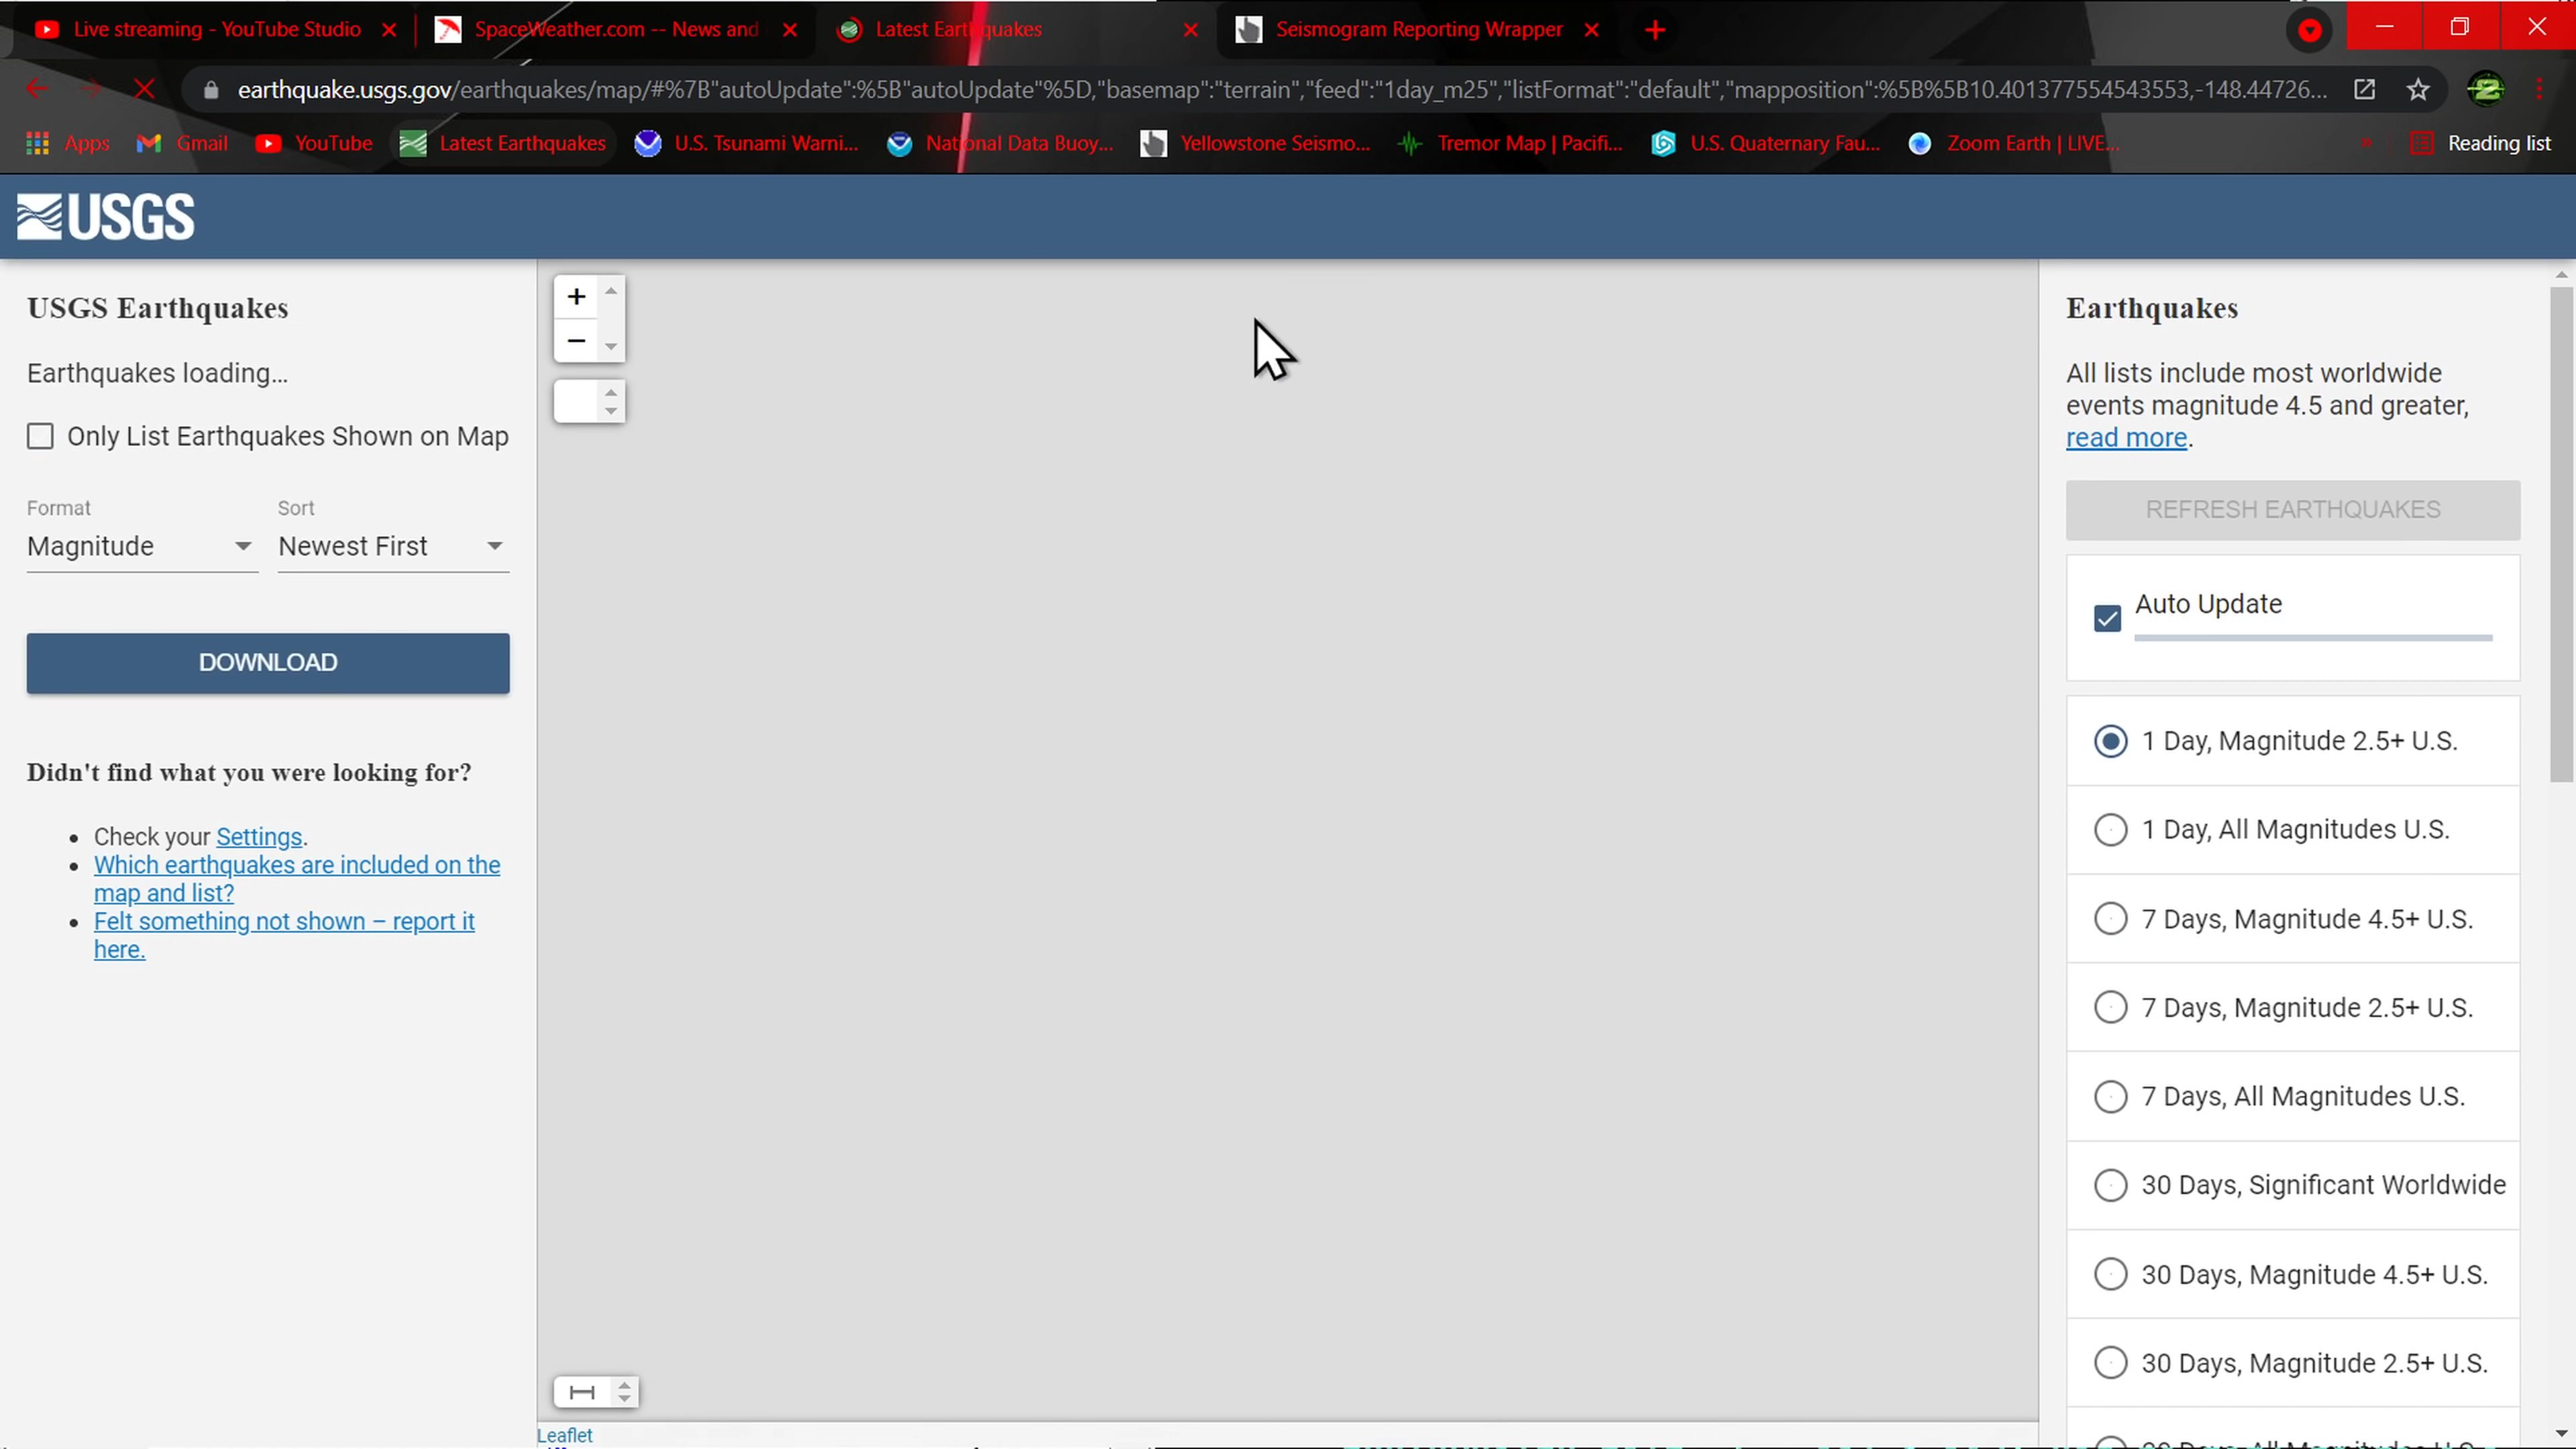 Live streaming - YouTube Studio
SpaceWeather.com -- News and
Latest Earthquakes
Seismogram Reporting Wrapper
earthquake.usgs.gov/earthquakes/map/#%7B"autoUpdate":%5B"autoUpdate"%5D,"basemap":"terrain","feed":"1day_m25","listFormat":"default","mapposition":%5B%5B10.401377554543553,-148.44726...
Apps
Gmail
YouTube
Latest Earthquakes
U.S. Tsunami Warni...
National Data Buoy...
Yellowstone Seismo...
Tremor Map | Pacifi...
U.S. Quaternary Fau...
Zoom Earth | LIVE...
Reading list
USGS
USGS Earthquakes
Earthquakes loading...
Only List Earthquakes Shown on Map
Format
Magnitude
Sort
Newest First
DOWNLOAD
Didn't find what you were looking for?
Check your Settings.
Which earthquakes are included on the
map and list?
Felt something not shown – report it
here.
+
−
Leaflet
Earthquakes
All lists include most worldwide
events magnitude 4.5 and greater,
read more.
REFRESH EARTHQUAKES
Auto Update
1 Day, Magnitude 2.5+ U.S.
1 Day, All Magnitudes U.S.
7 Days, Magnitude 4.5+ U.S.
7 Days, Magnitude 2.5+ U.S.
7 Days, All Magnitudes U.S.
30 Days, Significant Worldwide
30 Days, Magnitude 4.5+ U.S.
30 Days, Magnitude 2.5+ U.S.